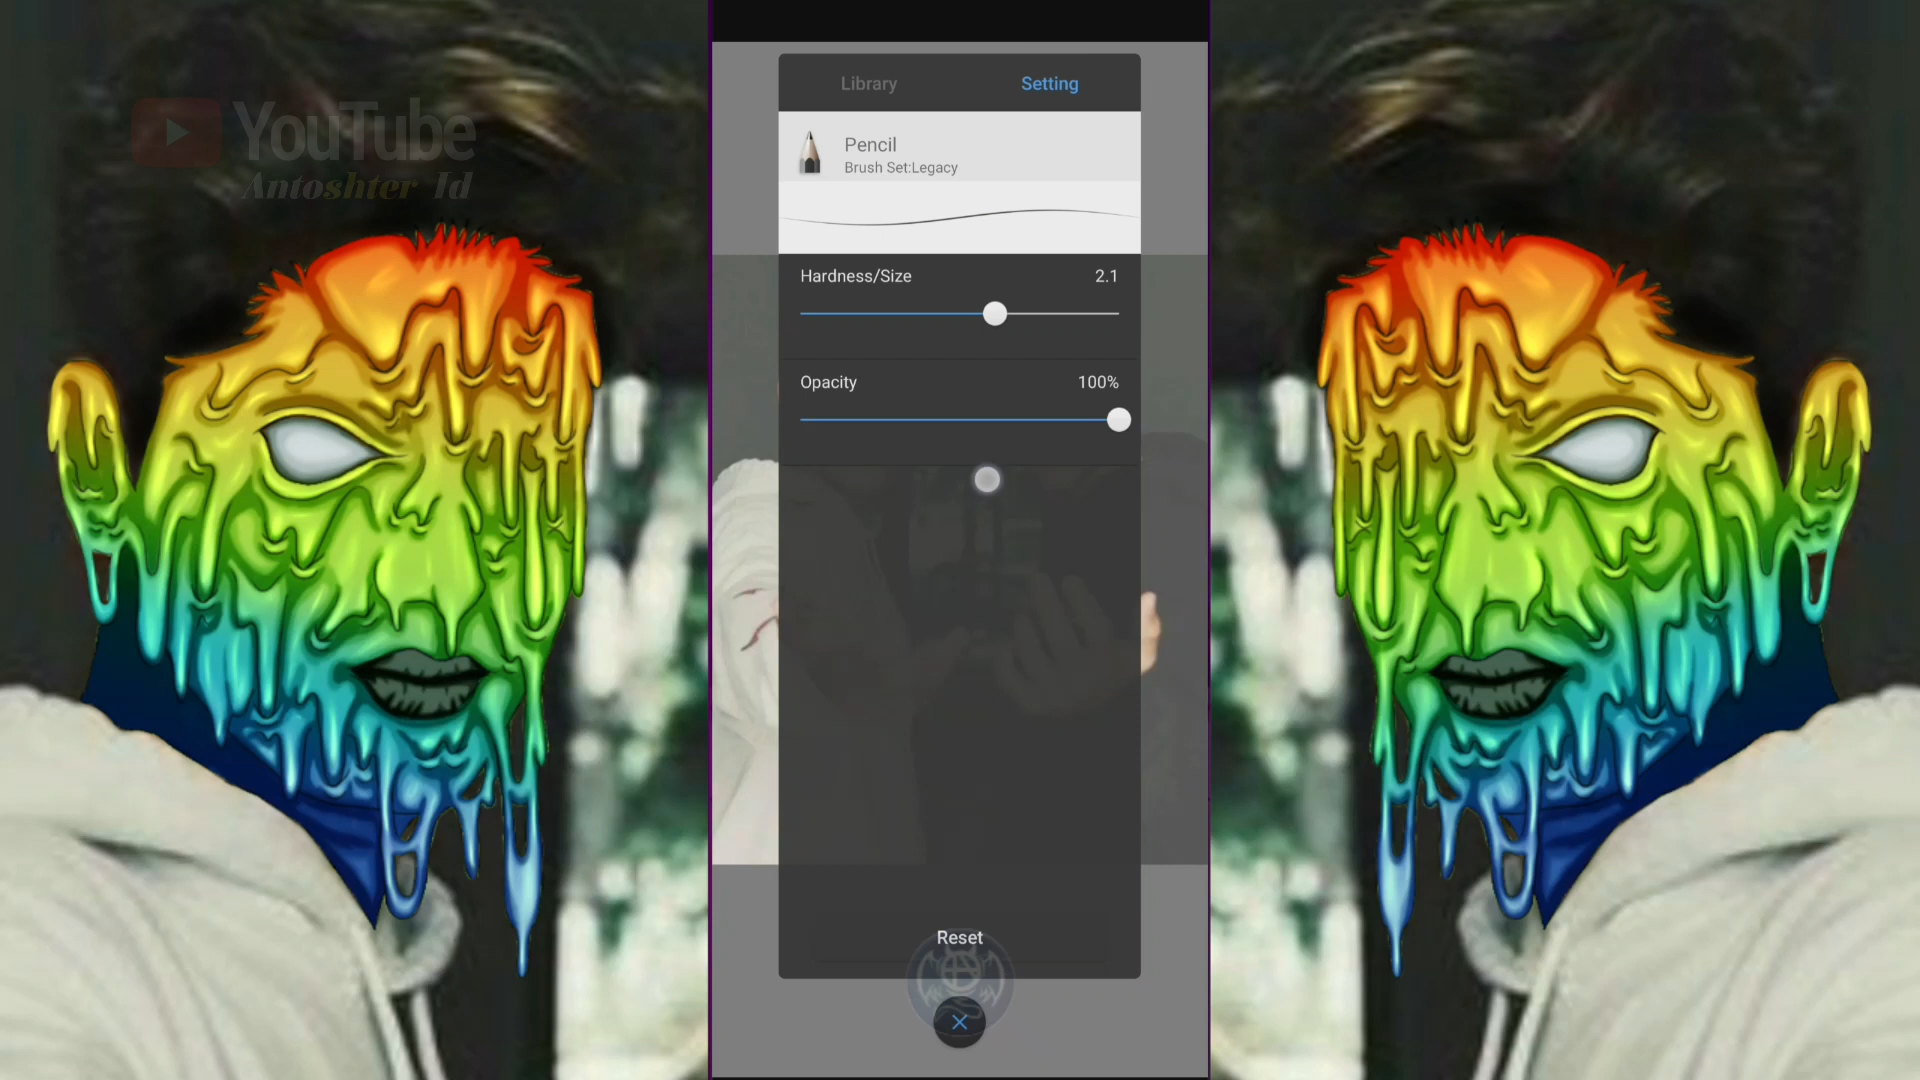 YouTube
Antoshter Id
Library
Setting
Pencil
Brush Set:Legacy
Hardness/Size
2.1
Opacity
100%
Reset